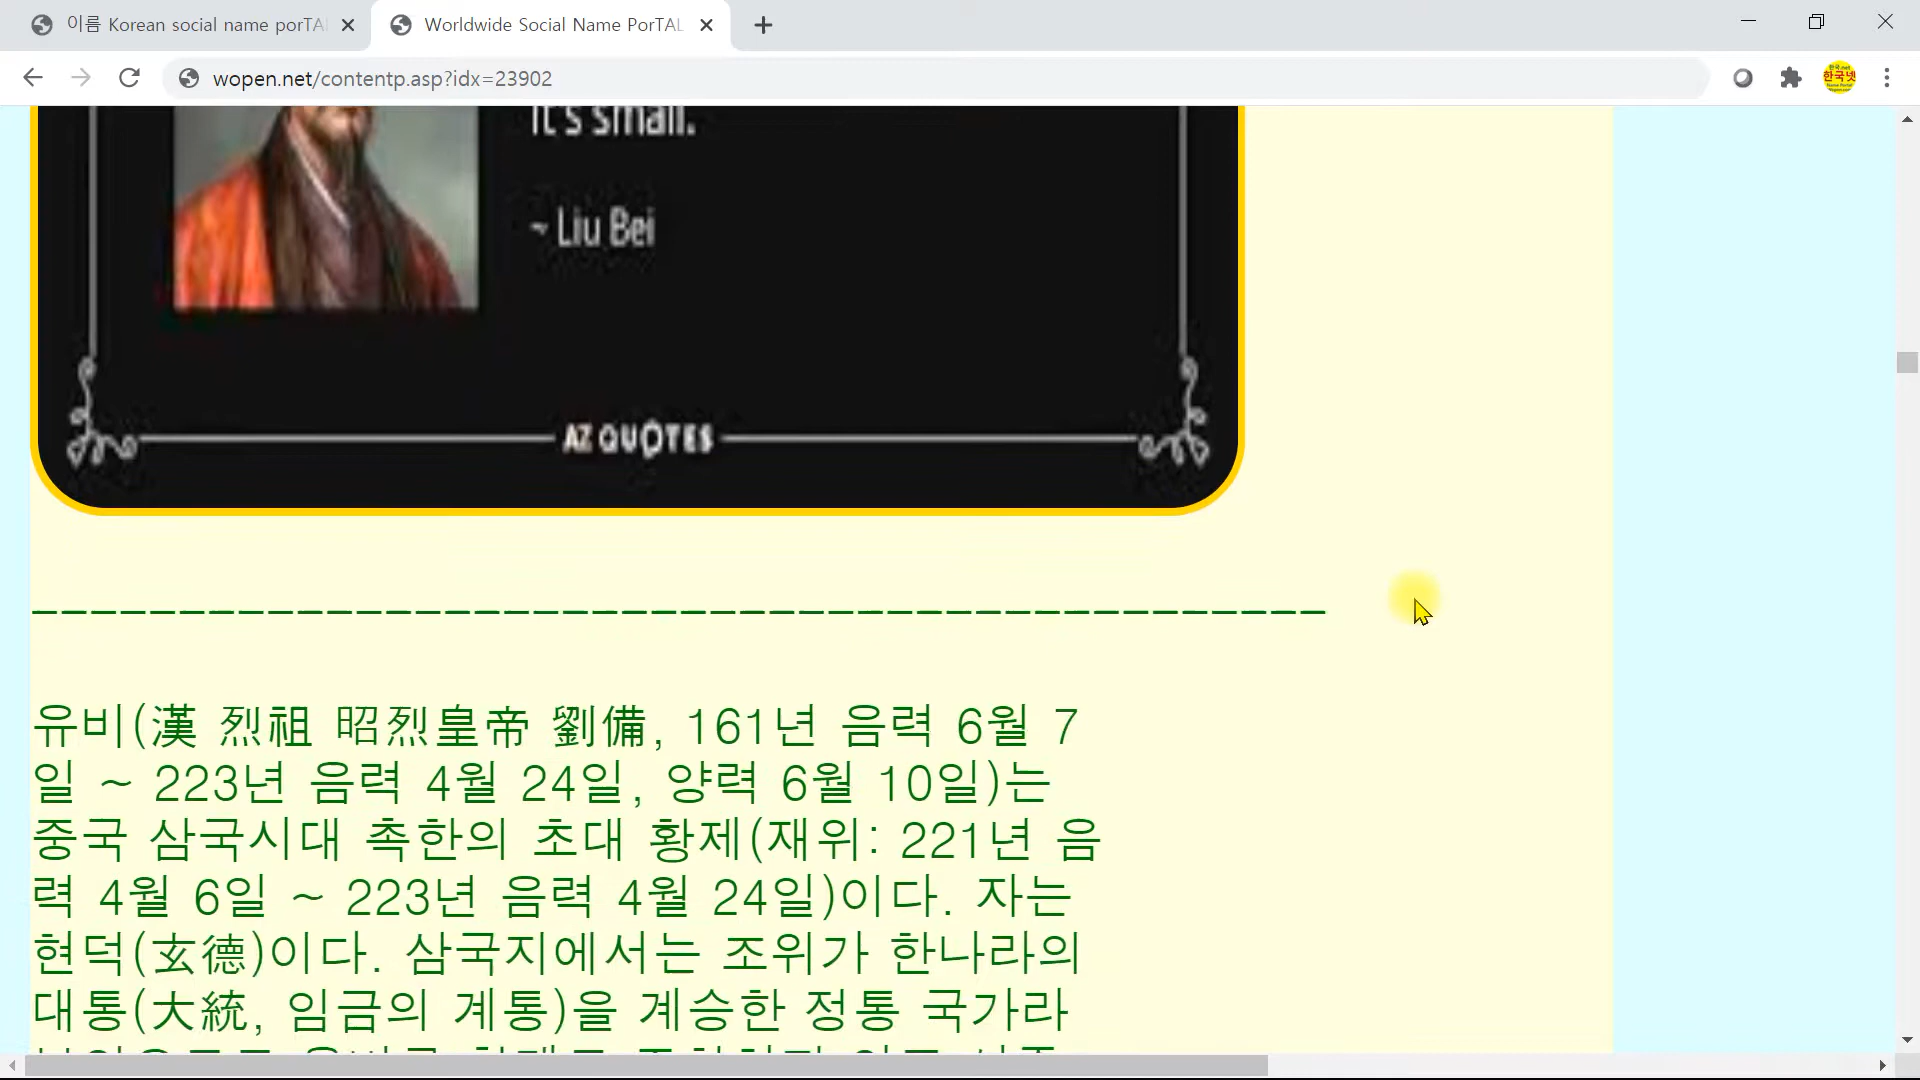 이름 Korean social name porTA
Worldwide Social Name PorTAL
wopen.net/contentp.asp?idx=23902
한국넷
It's small.
~ Liu Bei
AZ QUOTES
유비(漢 烈祖 昭烈皇帝 劉備, 161년 음력 6월 7
일 ~ 223년 음력 4월 24일, 양력 6월 10일)는
중국 삼국시대 촉한의 초대 황제(재위: 221년 음
력 4월 6일 ~ 223년 음력 4월 24일)이다. 자는
현덕(玄德)이다. 삼국지에서는 조위가 한나라의
대통(大統, 임금의 계통)을 계승한 정통 국가라